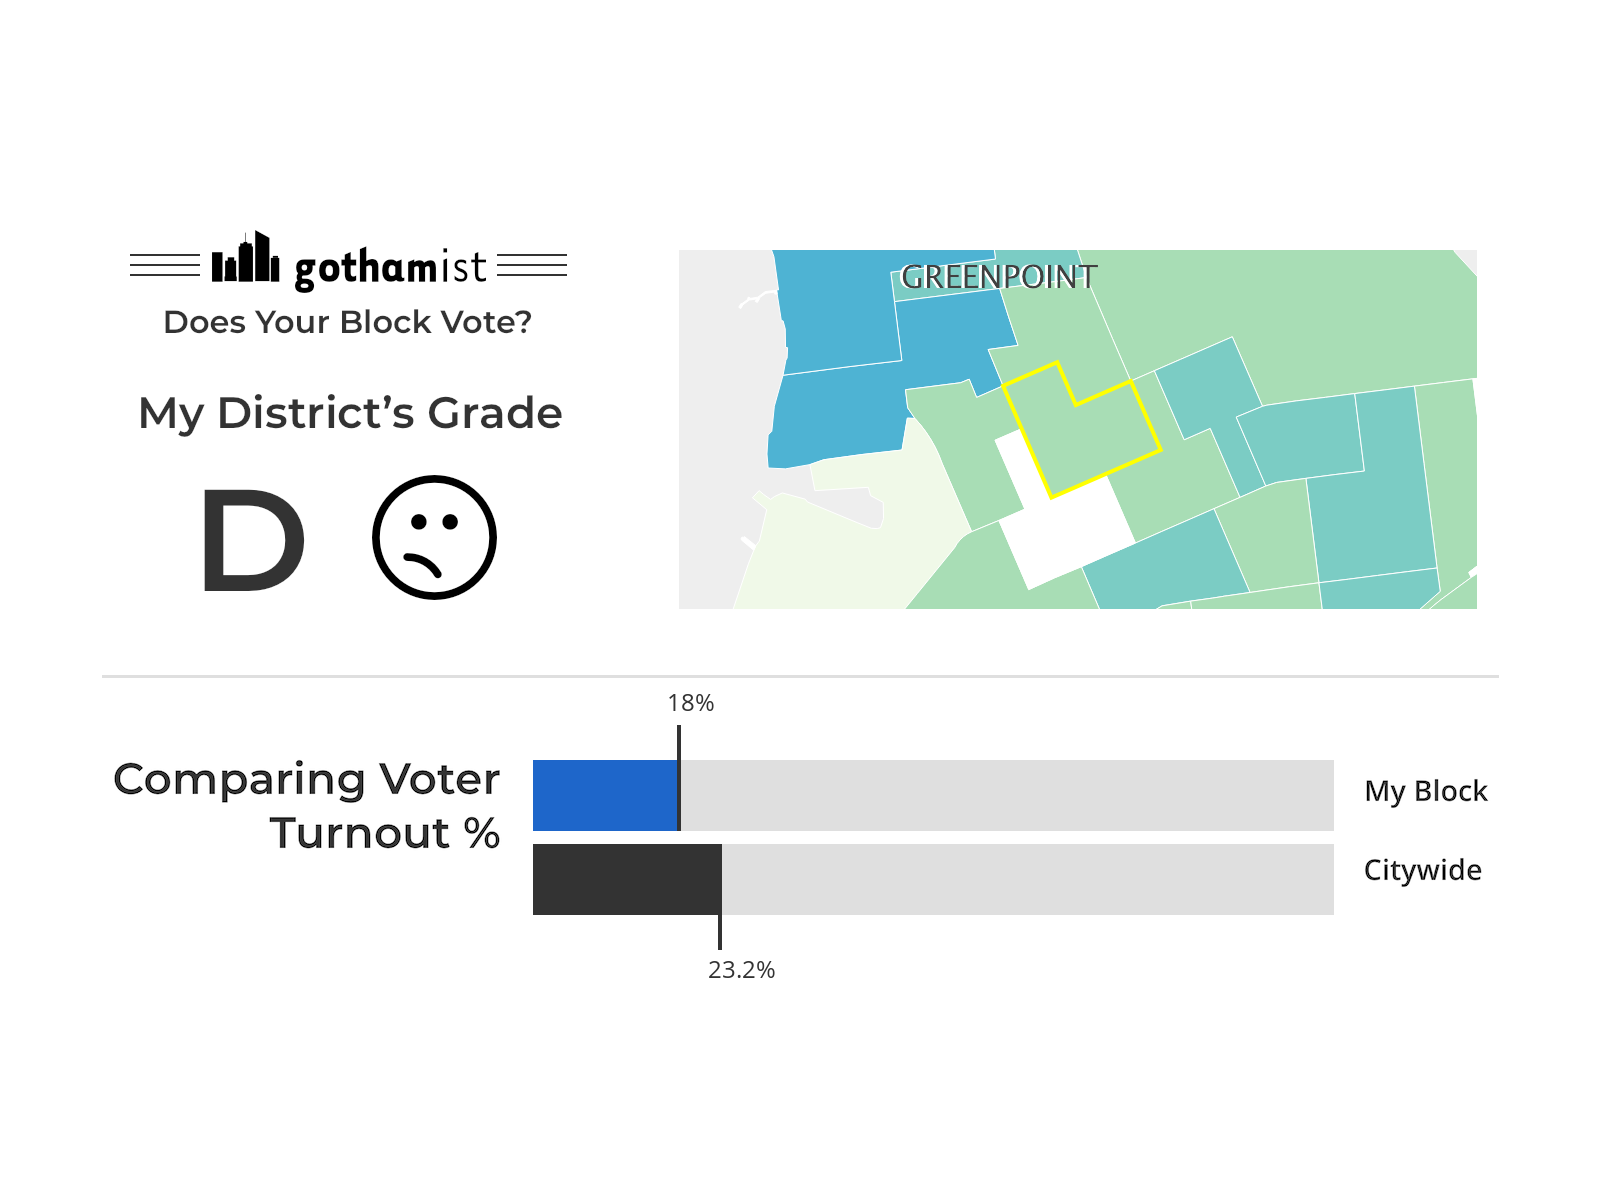 gothamist
Does Your Block Vote?
My District's Grade
D
GREENPOINT
Comparing Voter
Turnout %
18%
My Block
Citywide
23.2%